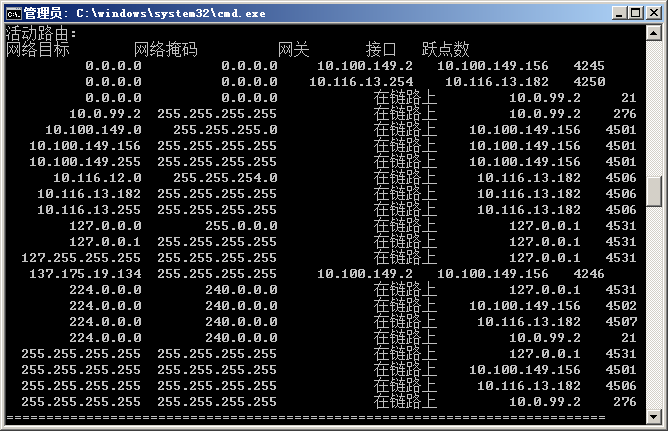 管理员: C:\windows\system32\cmd.exe
活动路由:
网络目标 网络掩码 网关 接口 跃点数
0.0.0.0 0.0.0.0 10.100.149.2 10.100.149.156 4245
0.0.0.0 0.0.0.0 10.116.13.254 10.116.13.182 4250
0.0.0.0 0.0.0.0 在链路上 10.0.99.2 21
10.0.99.2 255.255.255.255 在链路上 10.0.99.2 276
10.100.149.0 255.255.255.0 在链路上 10.100.149.156 4501
10.100.149.156 255.255.255.255 在链路上 10.100.149.156 4501
10.100.149.255 255.255.255.255 在链路上 10.100.149.156 4501
10.116.12.0 255.255.254.0 在链路上 10.116.13.182 4506
10.116.13.182 255.255.255.255 在链路上 10.116.13.182 4506
10.116.13.255 255.255.255.255 在链路上 10.116.13.182 4506
127.0.0.0 255.0.0.0 在链路上 127.0.0.1 4531
127.0.0.1 255.255.255.255 在链路上 127.0.0.1 4531
127.255.255.255 255.255.255.255 在链路上 127.0.0.1 4531
137.175.19.134 255.255.255.255 10.100.149.2 10.100.149.156 4246
224.0.0.0 240.0.0.0 在链路上 127.0.0.1 4531
224.0.0.0 240.0.0.0 在链路上 10.100.149.156 4502
224.0.0.0 240.0.0.0 在链路上 10.116.13.182 4507
224.0.0.0 240.0.0.0 在链路上 10.0.99.2 21
255.255.255.255 255.255.255.255 在链路上 127.0.0.1 4531
255.255.255.255 255.255.255.255 在链路上 10.100.149.156 4501
255.255.255.255 255.255.255.255 在链路上 10.116.13.182 4506
255.255.255.255 255.255.255.255 在链路上 10.0.99.2 276
===========================================================================